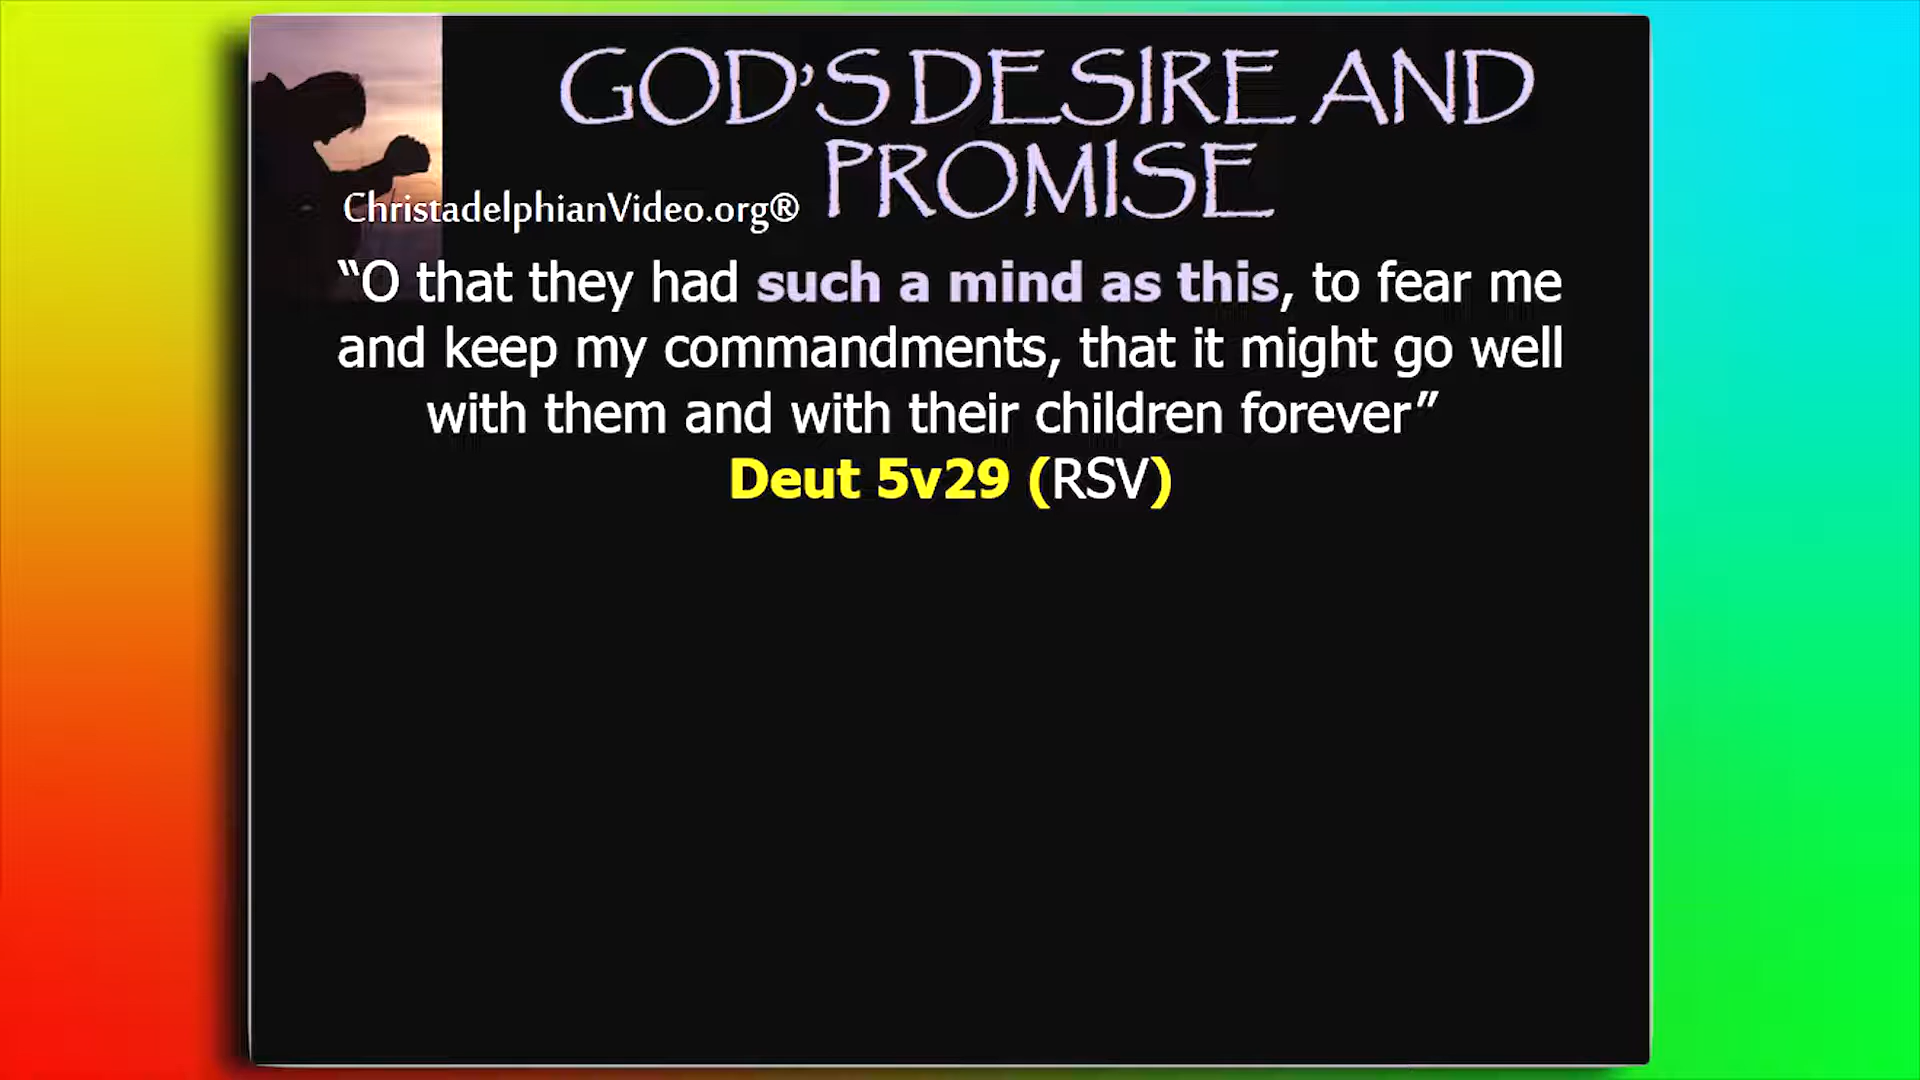 GOD’S DESIRE AND
PROMISE
ChristadelphianVideo.org®
“O that they had such a mind as this, to fear me
and keep my commandments, that it might go well
with them and with their children forever”
Deut 5v29 (RSV)